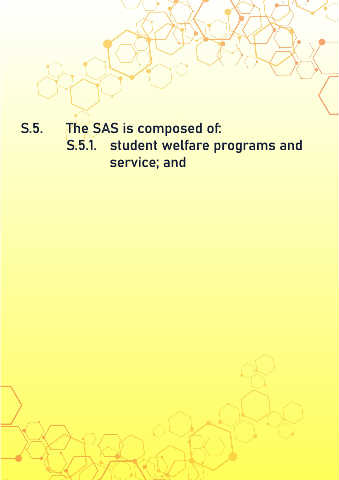 S.5. The SAS is composed of:
S.5.1. student welfare programs and
service; and